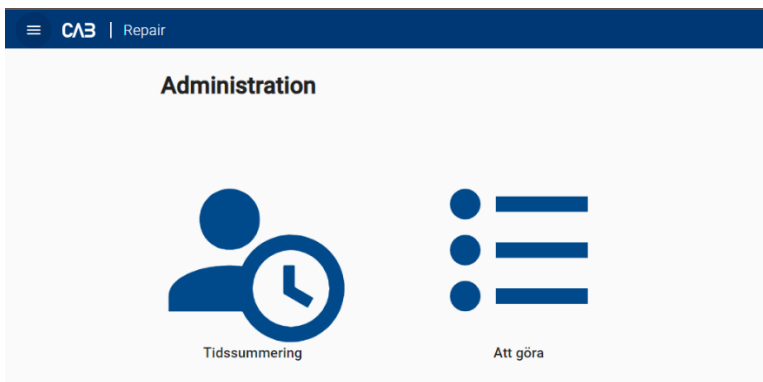 CAB | Repair
Administration
Tidssummering
Att göra